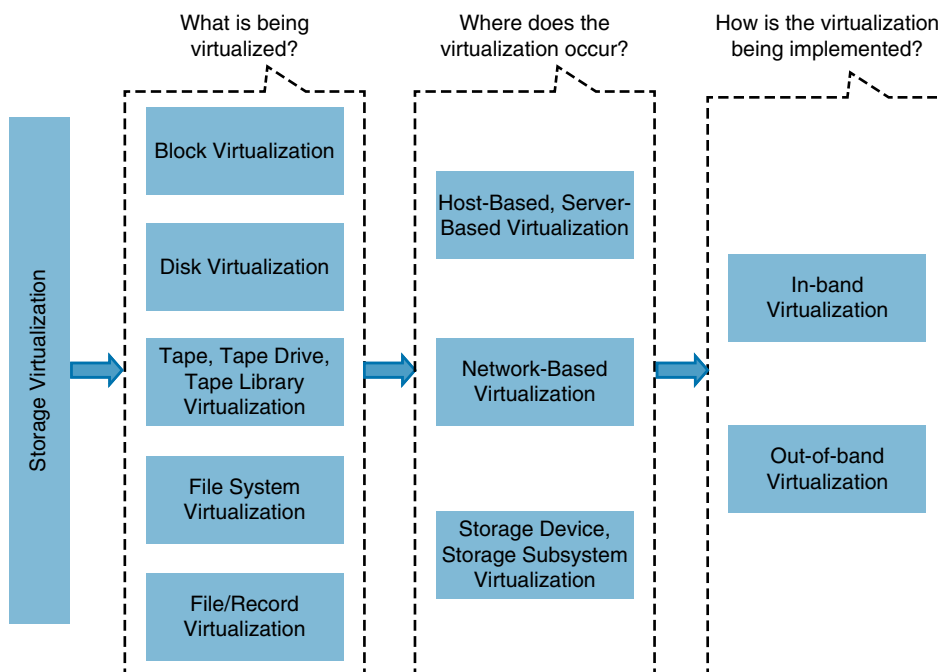 What is being
virtualized?
Where does the
virtualization occur?
How is the virtualization
being implemented?
Storage Virtualization
Block Virtualization
Disk Virtualization
Tape, Tape Drive,
Tape Library
Virtualization
File System
Virtualization
File/Record
Virtualization
Host-Based, Server-
Based Virtualization
Network-Based
Virtualization
Storage Device,
Storage Subsystem
Virtualization
In-band
Virtualization
Out-of-band
Virtualization